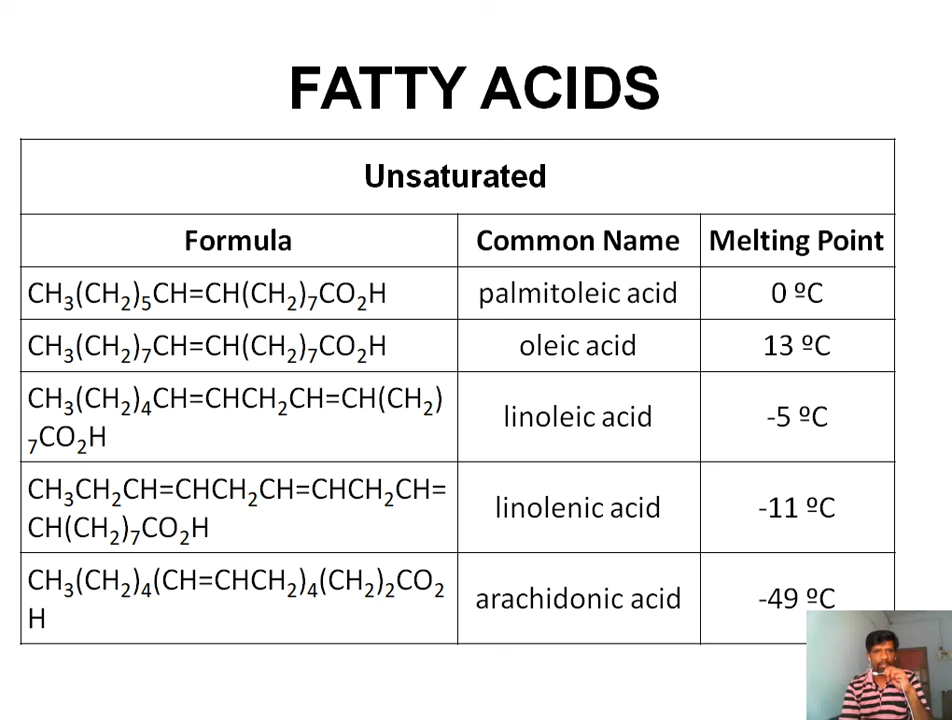 FATTY ACIDS
Unsaturated
Formula Common Name Melting Point
CH₃(CH₂)₅CH=CH(CH₂)₇CO₂H palmitoleic acid 0 ºC
CH₃(CH₂)₇CH=CH(CH₂)₇CO₂H oleic acid 13 ºC
CH₃(CH₂)₄CH=CHCH₂CH=CH(CH₂)
₇CO₂H linoleic acid -5 ºC
CH₃CH₂CH=CHCH₂CH=CHCH₂CH=
CH(CH₂)₇CO₂H linolenic acid -11 ºC
CH₃(CH₂)₄(CH=CHCH₂)₄(CH₂)₂CO₂
H arachidonic acid -49 ºC